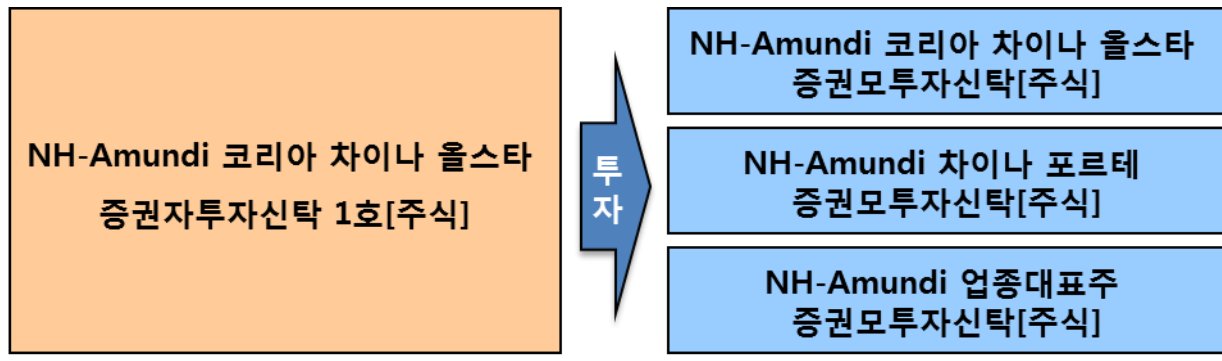 NH-Amundi 코리아 차이나 올스타
증권자투자신탁 1호[주식]
투
자
NH-Amundi 코리아 차이나 올스타
증권모투자신탁[주식]
NH-Amundi 차이나 포르테
증권모투자신탁[주식]
NH-Amundi 업종대표주
증권모투자신탁[주식]